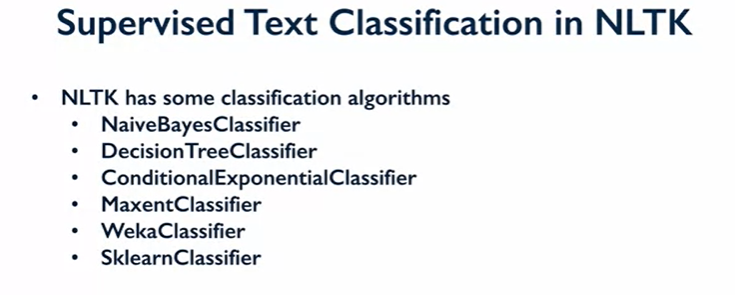 Supervised Text Classification in NLTK
• NLTK has some classification algorithms
• NaiveBayesClassifier
• DecisionTreeClassifier
• ConditionalExponentialClassifier
• MaxentClassifier
• WekaClassifier
• SklearnClassifier